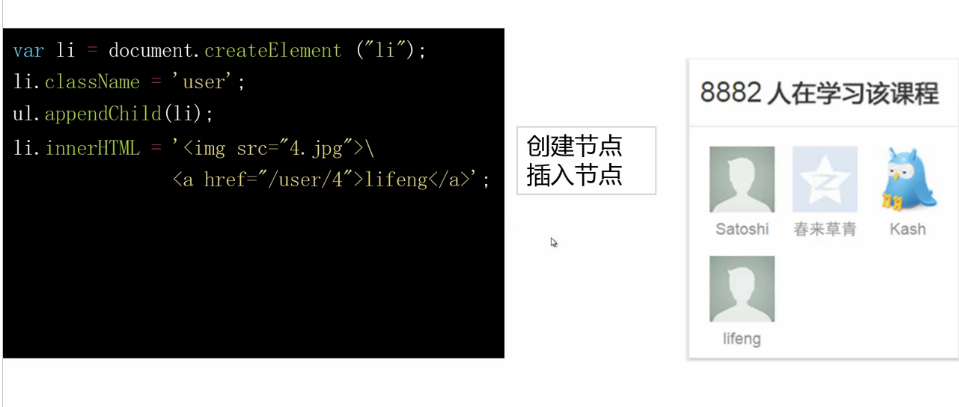 var li = document.createElement ("li");
li.className = 'user';
ul.appendChild(li);
li.innerHTML = '<img src="4.jpg">\
<a href="/user/4">lifeng</a>';
创建节点
插入节点
8882 人在学习该课程
Satoshi 春来草青 Kash
lifeng